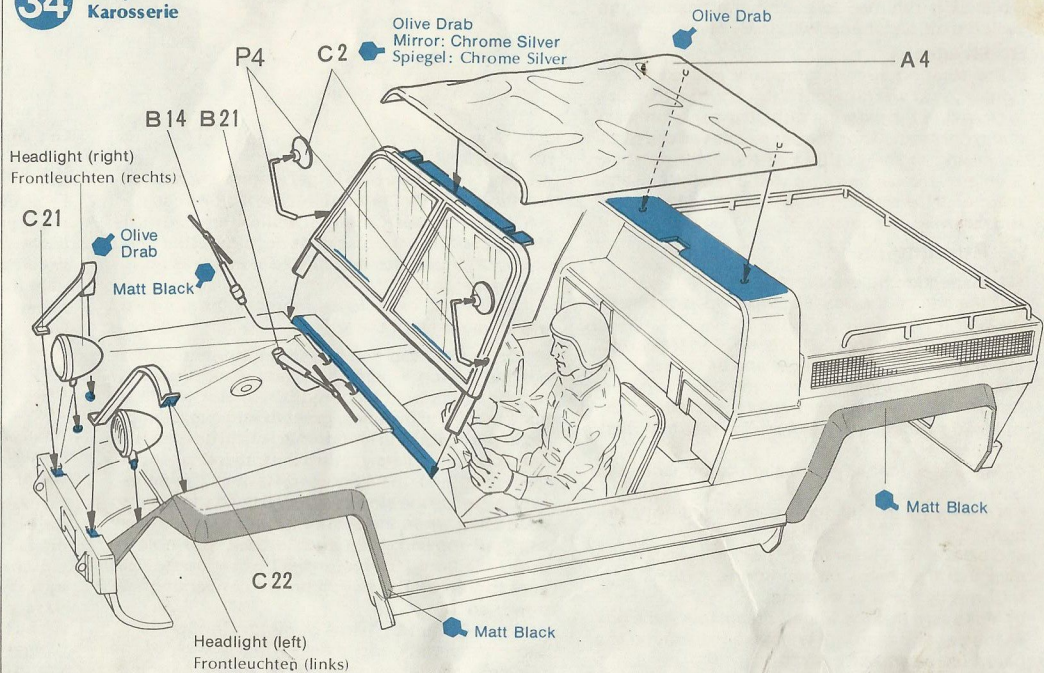 34
Karosserie
Olive Drab
Mirror: Chrome Silver
Spiegel: Chrome Silver
Olive Drab
P4
C2
A4
B14 B21
Headlight (right)
Frontleuchten (rechts)
C21
Olive
Drab
Matt Black
Matt Black
C22
Matt Black
Headlight (left)
Frontleuchten (links)